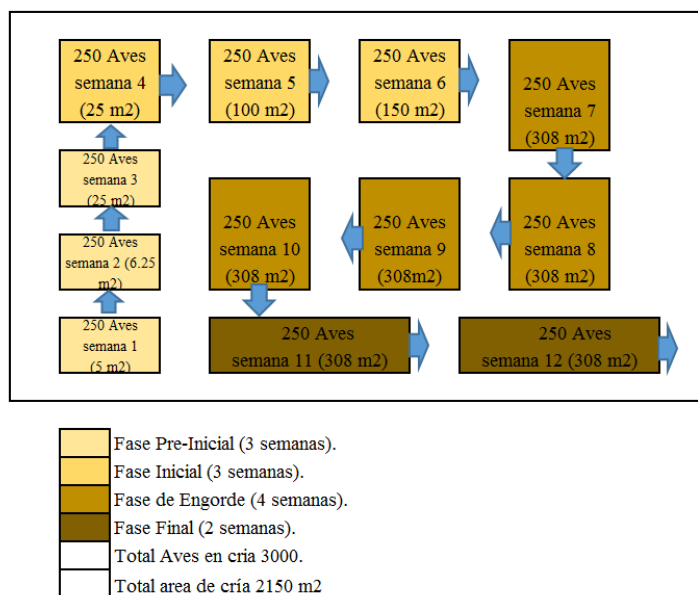 250 Aves
semana 4
(25 m2)
250 Aves
semana 5
(100 m2)
250 Aves
semana 6
(150 m2)
250 Aves
semana 7
(308 m2)
250 Aves
semana 3
(25 m2)
250 Aves
semana 2 (6.25
m2)
250 Aves
semana 1
(5 m2)
250 Aves
semana 10
(308 m2)
250 Aves
semana 9
(308m2)
250 Aves
semana 8
(308 m2)
250 Aves
semana 11 (308 m2)
250 Aves
semana 12 (308 m2)
Fase Pre-Inicial (3 semanas).
Fase Inicial (3 semanas).
Fase de Engorde (4 semanas).
Fase Final (2 semanas).
Total Aves en cria 3000.
Total area de cría 2150 m2